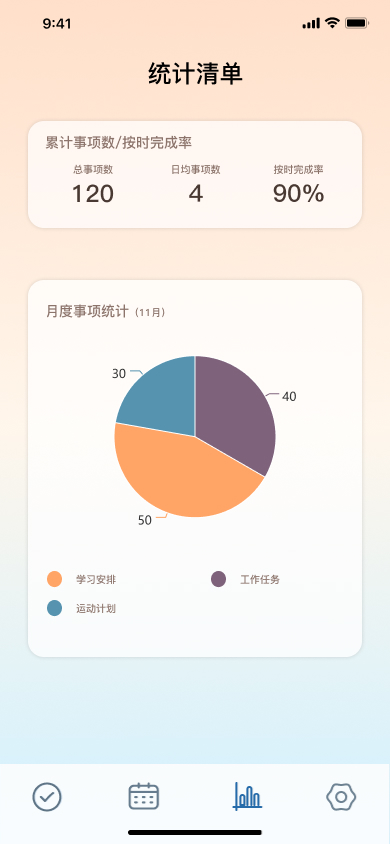 9:41
统计清单
累计事项数/按时完成率
总事项数 日均事项数 按时完成率
120 4 90%
月度事项统计（11月）
30
40
50
学习安排 工作任务
运动计划